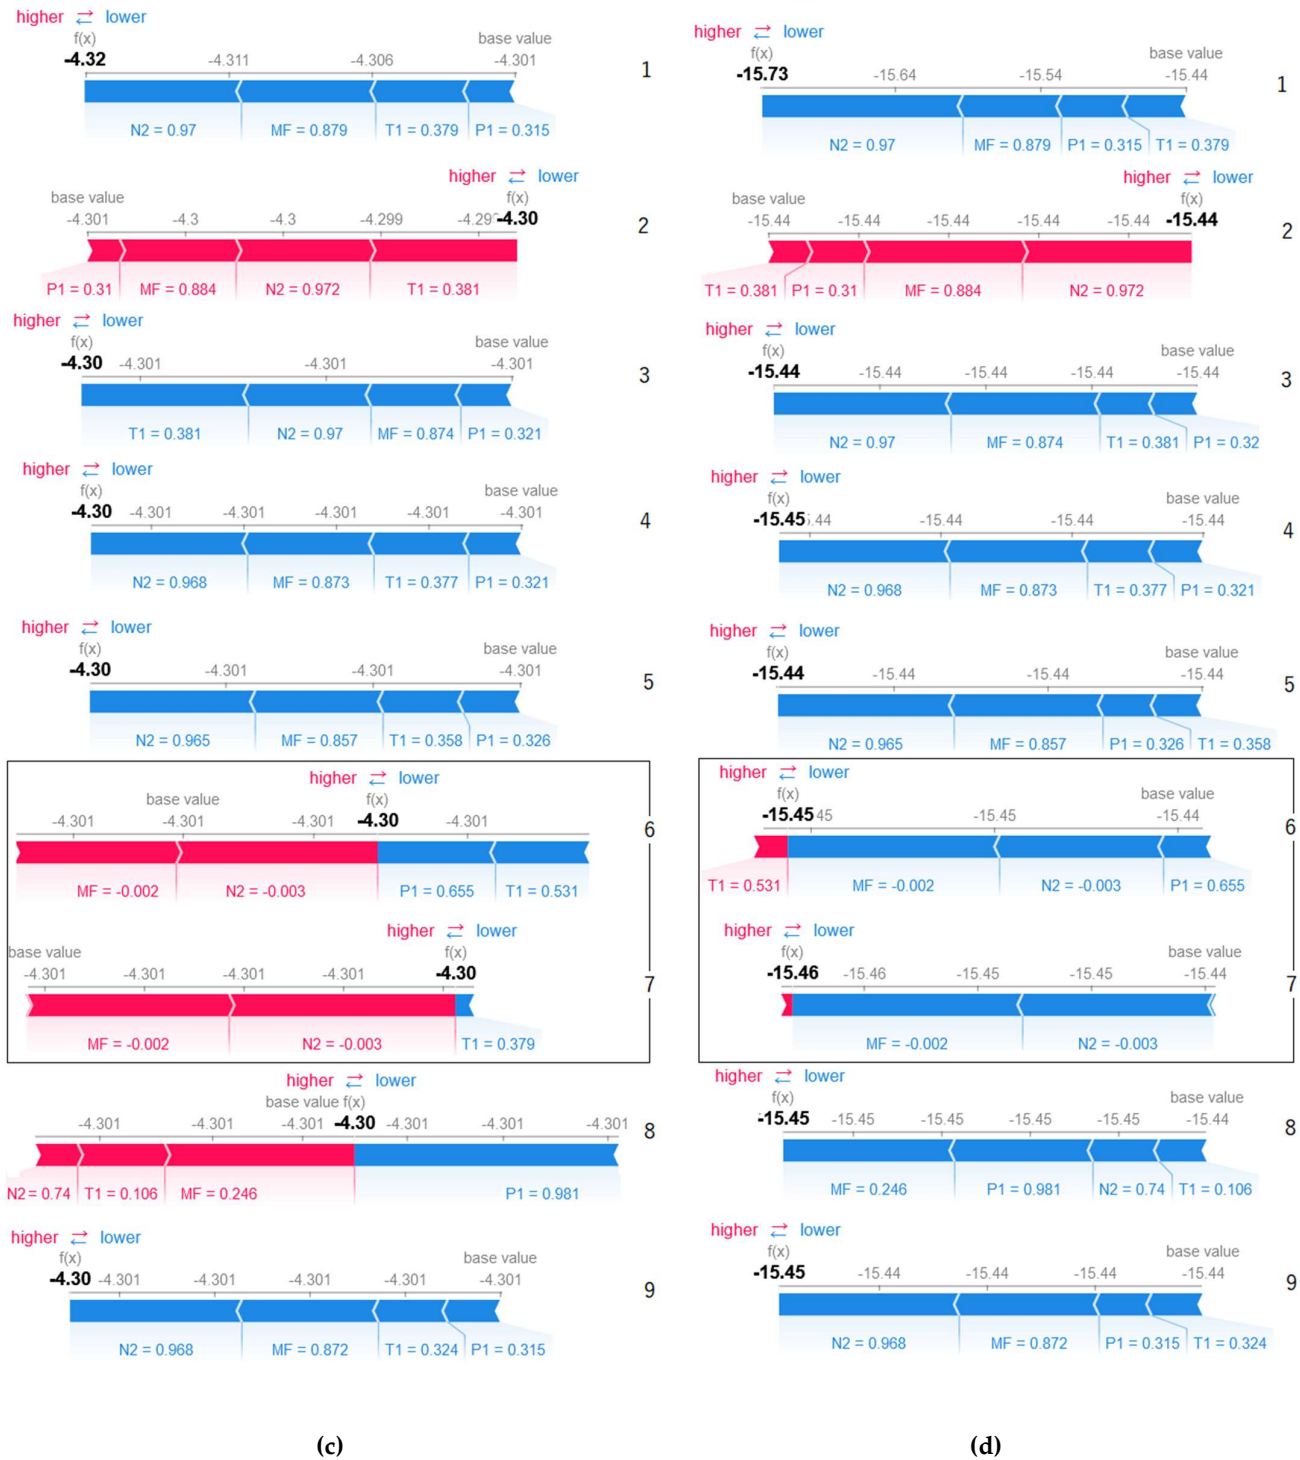 higher ⇄ lower
f(x) base value
-4.32 -4.311 -4.306 -4.301
1
N2 = 0.97 MF = 0.879 T1 = 0.379 P1 = 0.315
higher ⇄ lower
base value f(x)
-4.301 -4.3 -4.3 -4.299 -4.30
2
P1 = 0.31 MF = 0.884 N2 = 0.972 T1 = 0.381
higher ⇄ lower
f(x) base value
-4.30 -4.301 -4.301 -4.301
3
T1 = 0.381 N2 = 0.97 MF = 0.874 P1 = 0.321
higher ⇄ lower
f(x) base value
-4.30 -4.301 -4.301 -4.301 -4.301 -4.301
4
N2 = 0.968 MF = 0.873 T1 = 0.377 P1 = 0.321
higher ⇄ lower
f(x) base value
-4.30 -4.301 -4.301 -4.301
5
N2 = 0.965 MF = 0.857 T1 = 0.358 P1 = 0.326
higher ⇄ lower
base value f(x)
-4.301 -4.301 -4.301 -4.30 -4.301
6
MF = -0.002 N2 = -0.003 P1 = 0.655 T1 = 0.531
higher ⇄ lower
base value f(x)
-4.301 -4.301 -4.301 -4.301 -4.30
7
MF = -0.002 N2 = -0.003 T1 = 0.379
higher ⇄ lower
base value f(x)
-4.301 -4.301 -4.301 -4.30 -4.301 -4.301 -4.301
8
N2 = 0.74 T1 = 0.106 MF = 0.246 P1 = 0.981
higher ⇄ lower
f(x) base value
-4.30 -4.301 -4.301 -4.301 -4.301 -4.301
9
N2 = 0.968 MF = 0.872 T1 = 0.324 P1 = 0.315
(c)
higher ⇄ lower
f(x) base value
-15.73 -15.64 -15.54 -15.44
1
N2 = 0.97 MF = 0.879 P1 = 0.315 T1 = 0.379
higher ⇄ lower
base value f(x)
-15.44 -15.44 -15.44 -15.44 -15.44 -15.44
2
T1 = 0.381 P1 = 0.31 MF = 0.884 N2 = 0.972
higher ⇄ lower
f(x) base value
-15.44 -15.44 -15.44 -15.44 -15.44
3
N2 = 0.97 MF = 0.874 T1 = 0.381 P1 = 0.32
higher ⇄ lower
f(x) base value
-15.45 -15.44 -15.44 -15.44
4
N2 = 0.968 MF = 0.873 T1 = 0.377 P1 = 0.321
higher ⇄ lower
f(x) base value
-15.44 -15.44 -15.44 -15.44
5
N2 = 0.965 MF = 0.857 P1 = 0.326 T1 = 0.358
higher ⇄ lower
f(x) base value
-15.45 45 -15.45 -15.44
6
T1 = 0.531 MF = -0.002 N2 = -0.003 P1 = 0.655
higher ⇄ lower
f(x) base value
-15.46 -15.46 -15.45 -15.45 -15.44
7
MF = -0.002 N2 = -0.003
higher ⇄ lower
f(x) base value
-15.45 -15.45 -15.45 -15.45 -15.45 -15.44
8
MF = 0.246 P1 = 0.981 N2 = 0.74 T1 = 0.106
higher ⇄ lower
f(x) base value
-15.45 -15.44 -15.44 -15.44 -15.44
9
N2 = 0.968 MF = 0.872 P1 = 0.315 T1 = 0.324
(d)